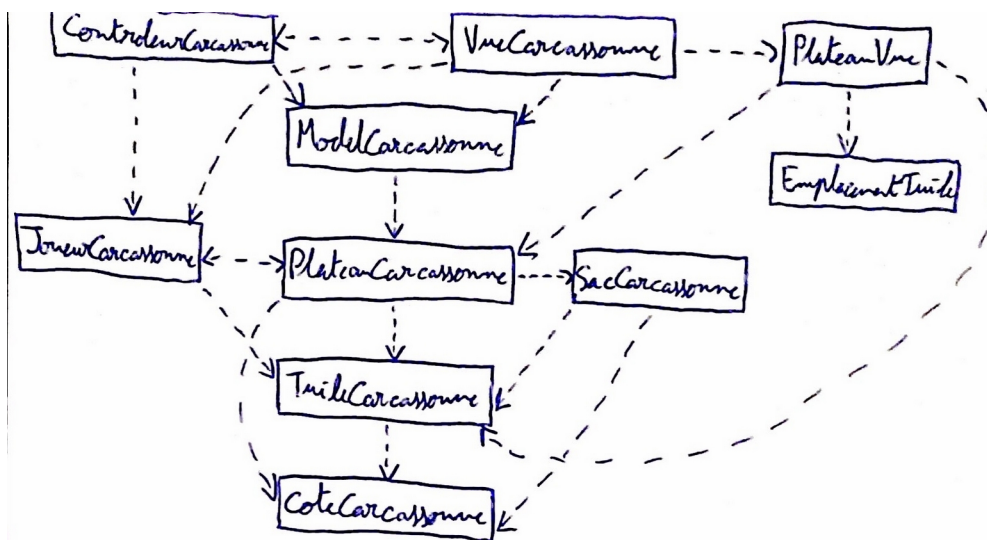 ControleurCarcassonne
VueCarcassonne
PlateauVue
ModelCarcassonne
EmplacementTuile
JoueurCarcassonne
PlateauCarcassonne
SacCarcassonne
TuileCarcassonne
CoteCarcassonne